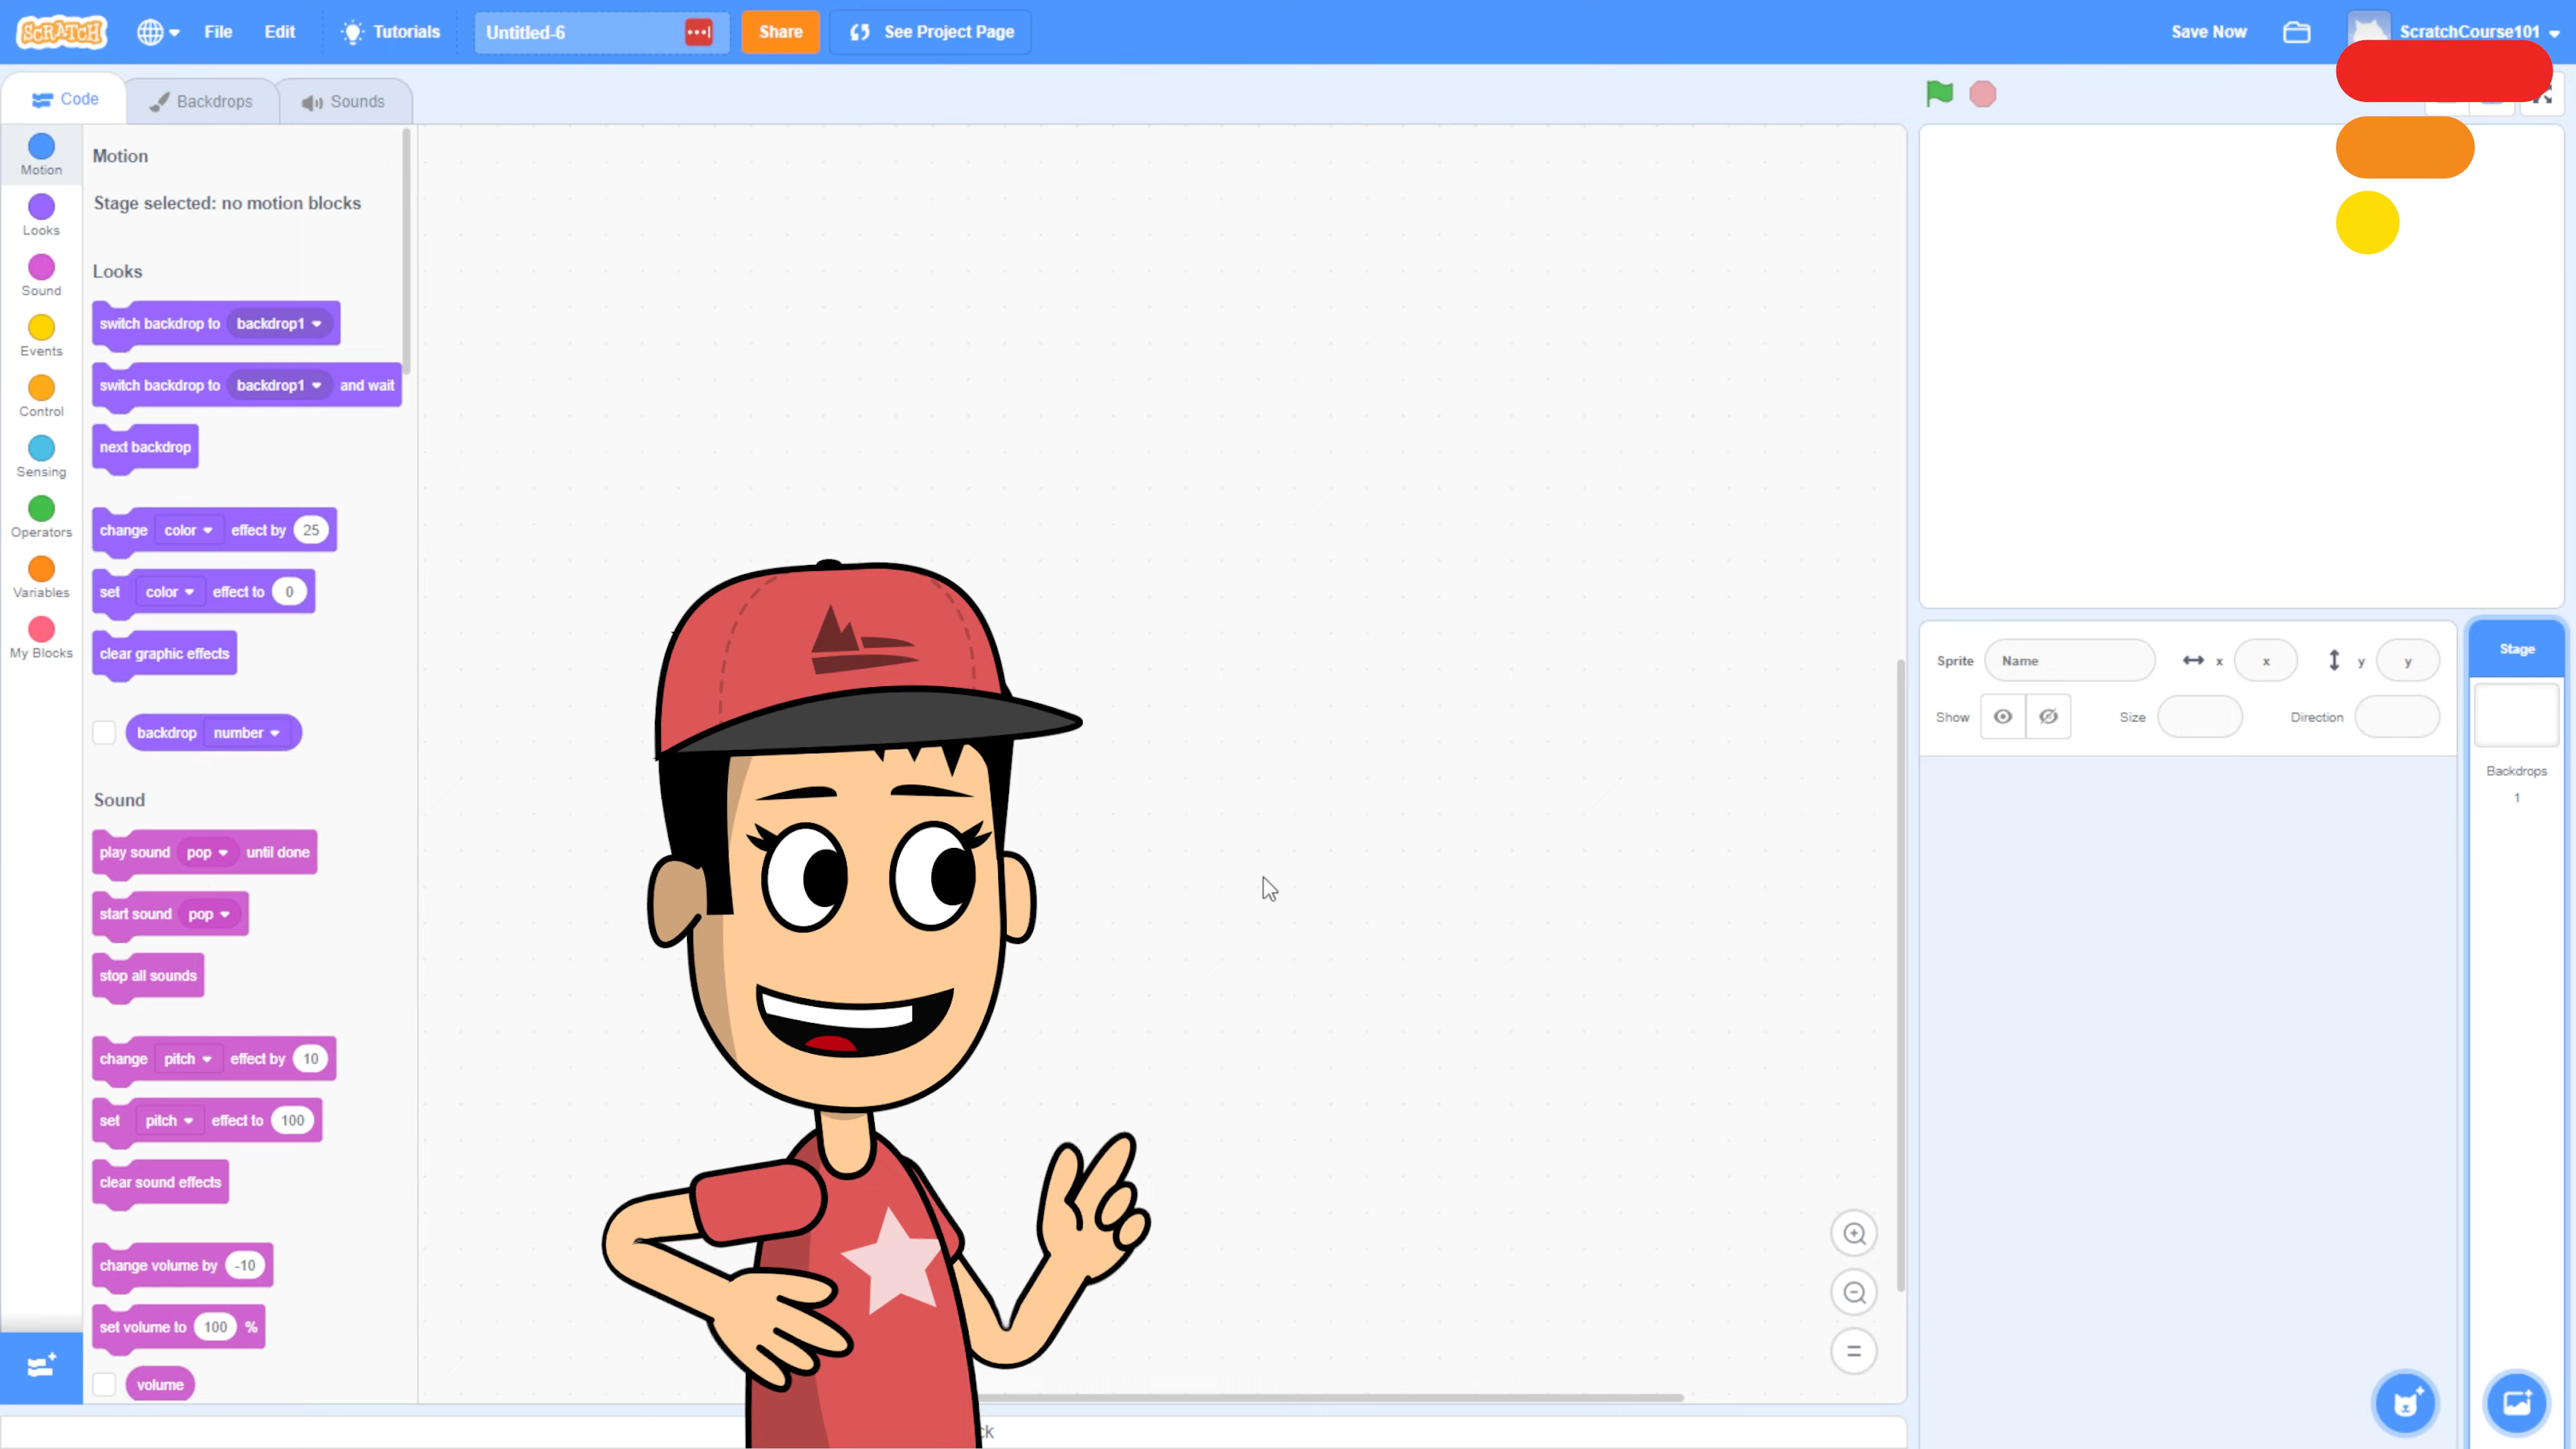 SCRATCH File Edit Tutorials Untitled-6 Share See Project Page Save Now ScratchCourse101
Code Backdrops Sounds
Motion
Looks
Sound
Events
Control
Sensing
Operators
Variables
My Blocks
Motion
Stage selected: no motion blocks
Looks
switch backdrop to backdrop1
switch backdrop to backdrop1 and wait
next backdrop
change color effect by 25
set color effect to 0
clear graphic effects
backdrop number
Sound
play sound pop until done
start sound pop
stop all sounds
change pitch effect by 10
set pitch effect to 100
clear sound effects
change volume by -10
set volume to 100 %
volume
Sprite Name x x y y
Show Size Direction
Stage
Backdrops
1